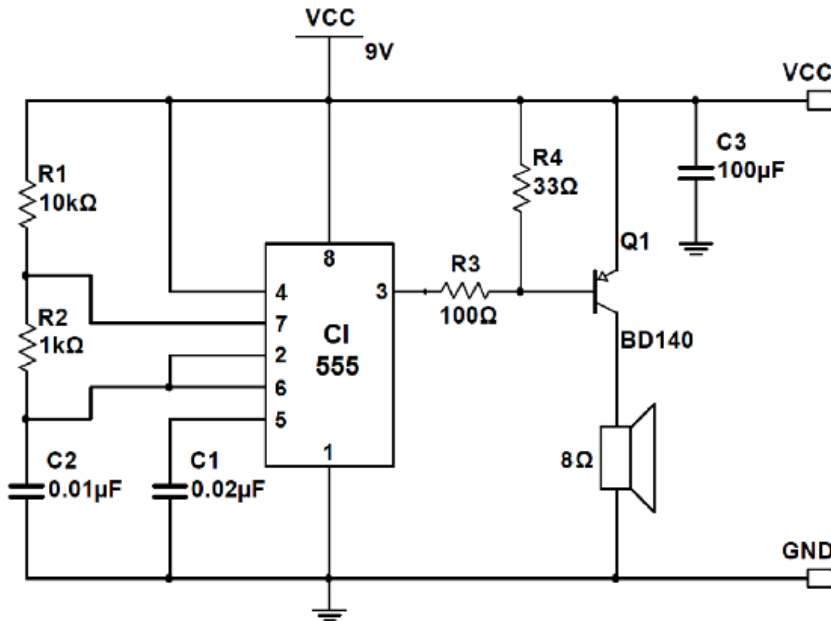 VCC
9V
VCC
R1
10kΩ
R4
33Ω
C3
100µF
Q1
8
R3
4
3
7
100Ω
R2
1kΩ
CI
2
555
BD140
6
5
1
C2
0.01µF
C1
0.02µF
8Ω
GND